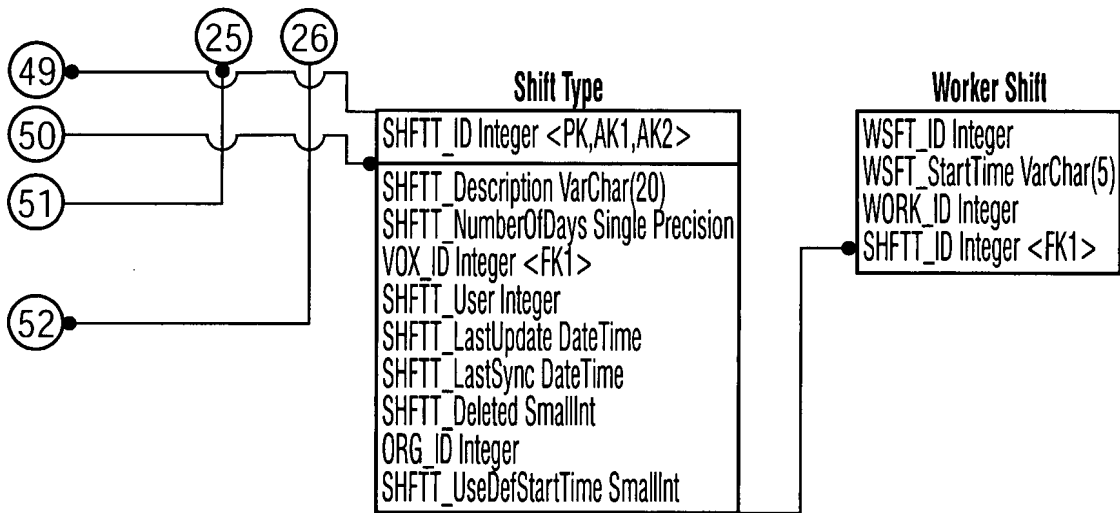 25
26
49
50
51
52
Shift Type
SHFTT_ID Integer <PK,AK1,AK2>
SHFTT_Description VarChar(20)
SHFTT_NumberOfDays Single Precision
VOX_ID Integer <FK1>
SHFTT_User Integer
SHFTT_LastUpdate DateTime
SHFTT_LastSync DateTime
SHFTT_Deleted SmallInt
ORG_ID Integer
SHFTT_UseDefStartTime SmallInt
Worker Shift
WSFT_ID Integer
WSFT_StartTime VarChar(5)
WORK_ID Integer
SHFTT_ID Integer <FK1>